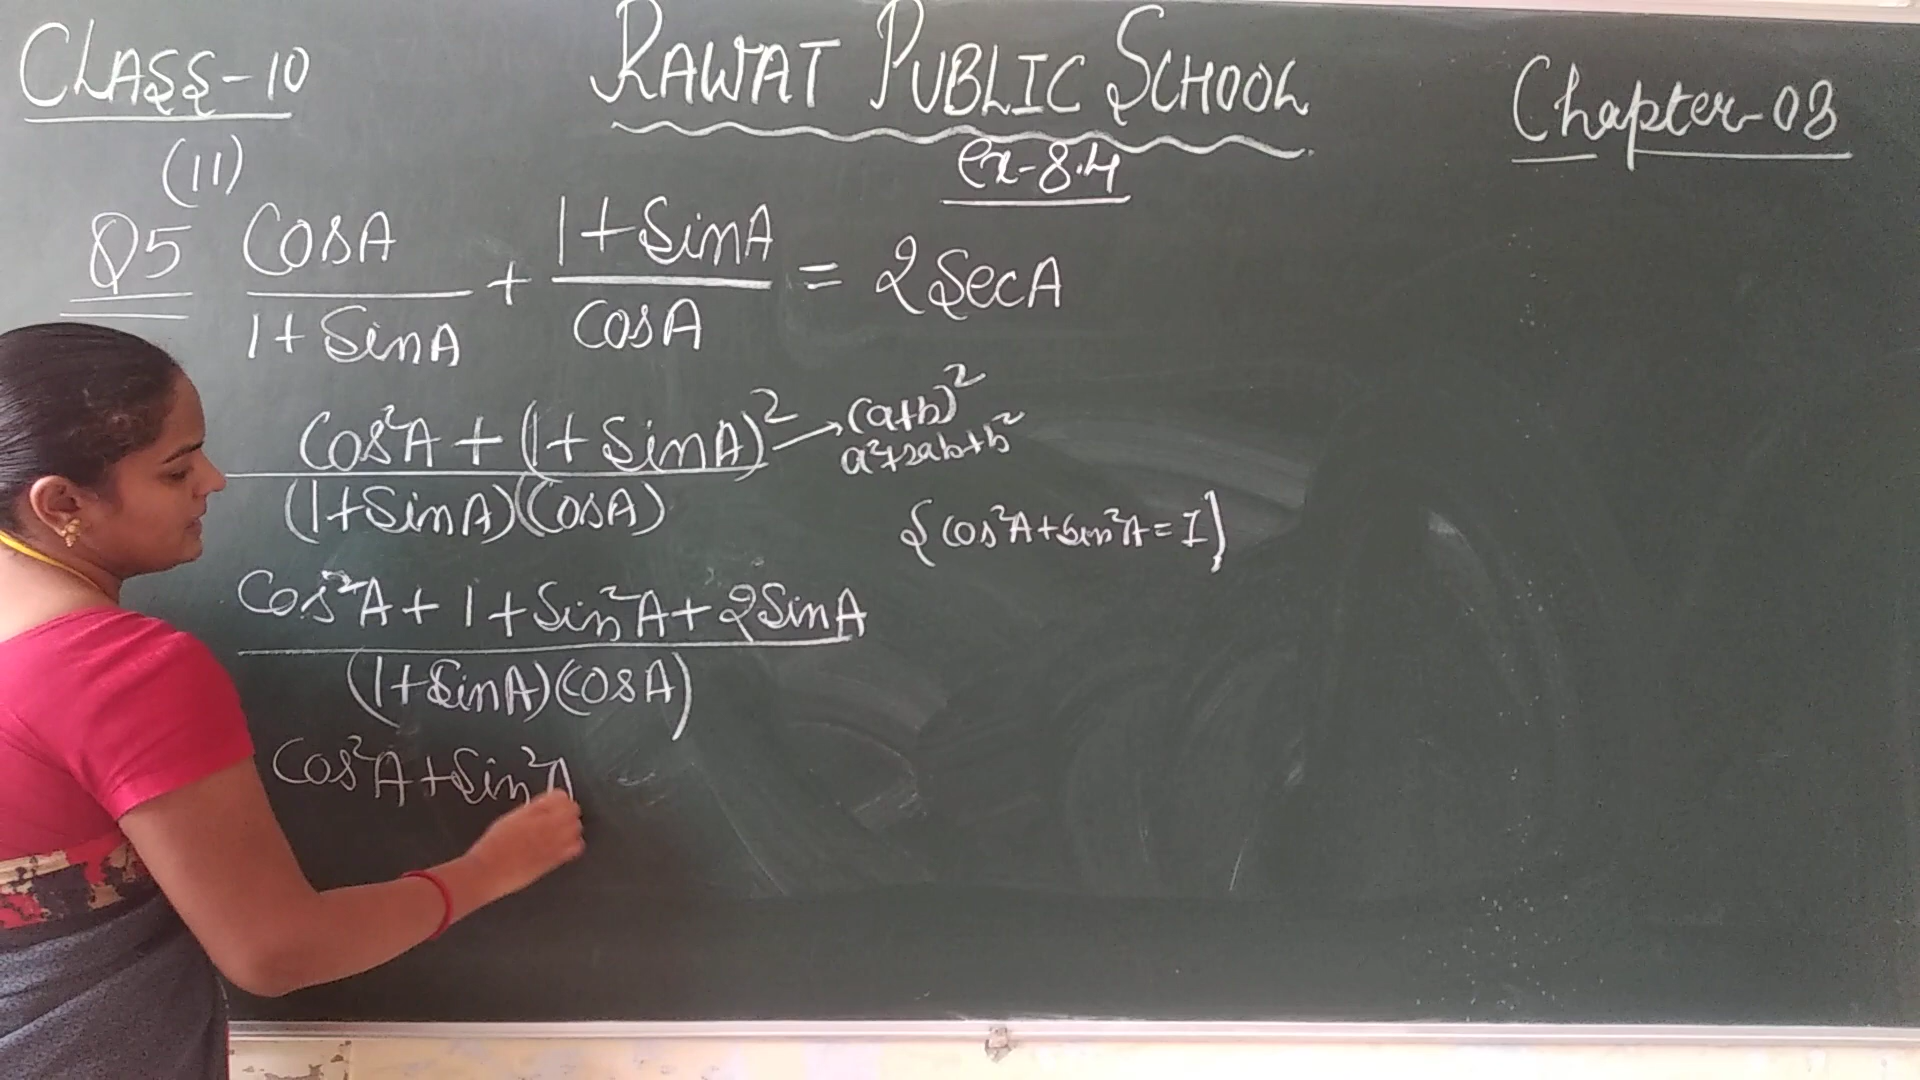 CLASS-10
RAWAT PUBLIC SCHOOL
Chapter-08
ex-8.4
(11)
Q5 CosA/(1+SinA) + (1+SinA)/CosA = 2SecA
Cos²A + (1+SinA)² → (a+b)²
a²+2ab+b²
(1+SinA)(CosA)
{Cos²A+Sin²A=1}
Cos²A+1+Sin²A+2SinA
(1+SinA)(CosA)
Cos²A+Sin²A